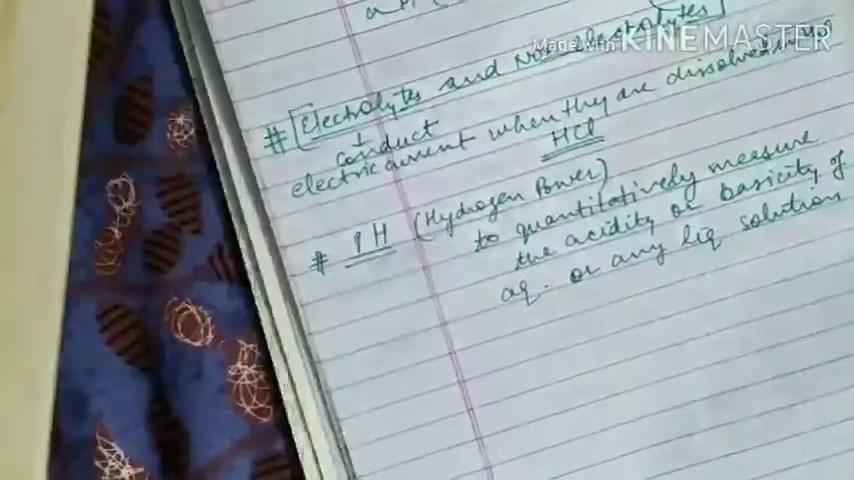 # [Electrolytes and Non electrolytes]
↓
conduct
electric current when they are dissolved in
HCl
# pH (Hydrogen Power)
to quantitatively measure
the acidity or basicity of
aq. or any liq solution
Made with KINEMASTER